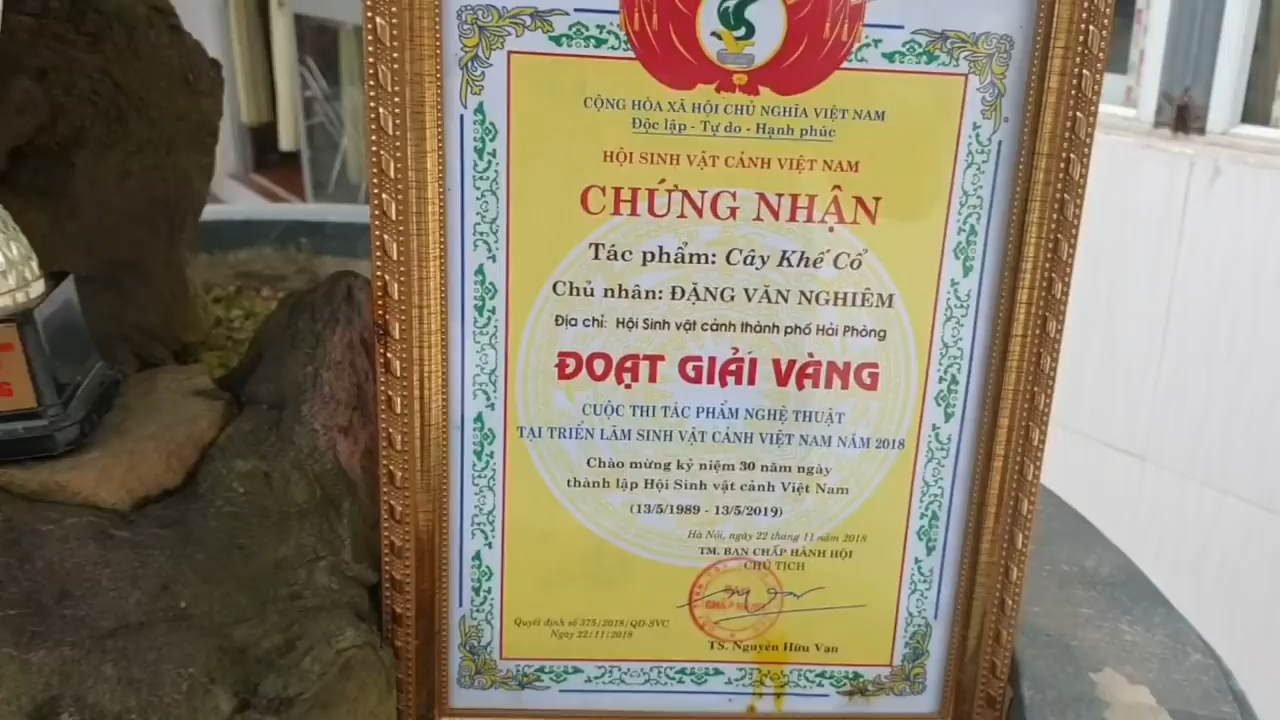 CỘNG HÒA XÃ HỘI CHỦ NGHĨA VIỆT NAM
Độc lập - Tự do - Hạnh phúc
HỘI SINH VẬT CẢNH VIỆT NAM
CHỨNG NHẬN
Tác phẩm: Cây Khế Cổ
Chủ nhân: ĐẶNG VĂN NGHIÊM
Địa chỉ: Hội Sinh vật cảnh thành phố Hải Phòng
ĐOẠT GIẢI VÀNG
CUỘC THI TÁC PHẨM NGHỆ THUẬT
TẠI TRIỂN LÃM SINH VẬT CẢNH VIỆT NAM NĂM 2018
Chào mừng kỷ niệm 30 năm ngày
thành lập Hội Sinh vật cảnh Việt Nam
(13/5/1989 - 13/5/2019)
Hà Nội, ngày 22 tháng 11 năm 2018
TM. BAN CHẤP HÀNH HỘI
CHỦ TỊCH
Quyết định số 375/2018/QĐ-SVC
Ngày 22/11/2018
TS. Nguyễn Hữu Vạn